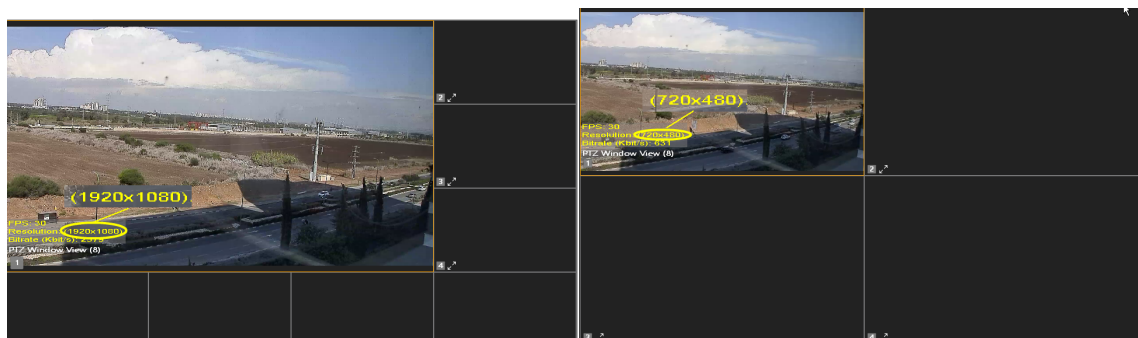 (1920x1080)
FPS: 30
Resolution: (1920x1080)
Bitrate (Kbit/s): 2575
PTZ Window View (8)
1
2
3
4
(720x480)
FPS: 30
Resolution: (720x480)
Bitrate (Kbit/s): 631
PTZ Window View (8)
1
2
3
4